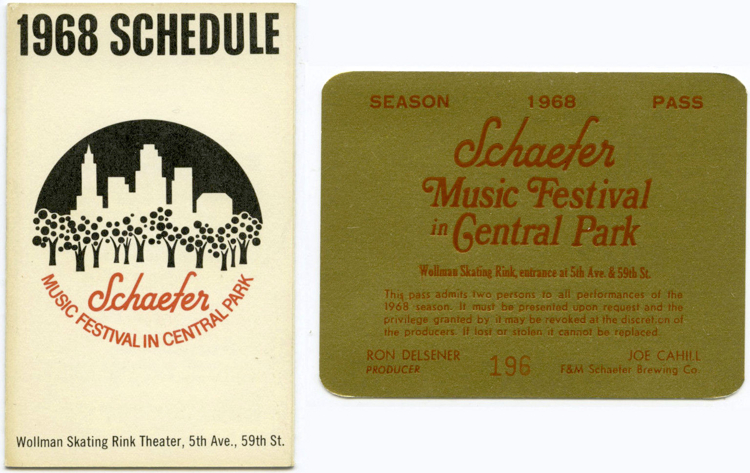 1968 SCHEDULE
Schaefer
MUSIC FESTIVAL IN CENTRAL PARK
Wollman Skating Rink Theater, 5th Ave., 59th St.
SEASON 1968 PASS
Schaefer
Music Festival
in Central Park
Wollman Skating Rink, entrance at 5th Ave. & 59th St.
This pass admits two persons to all performances of the
1968 season. It must be presented upon request and the
privilege granted by it may be revoked at the discretion of
the producers. If lost or stolen it cannot be replaced.
RON DELSENER JOE CAHILL
PRODUCER 196 F&M Schaefer Brewing Co.